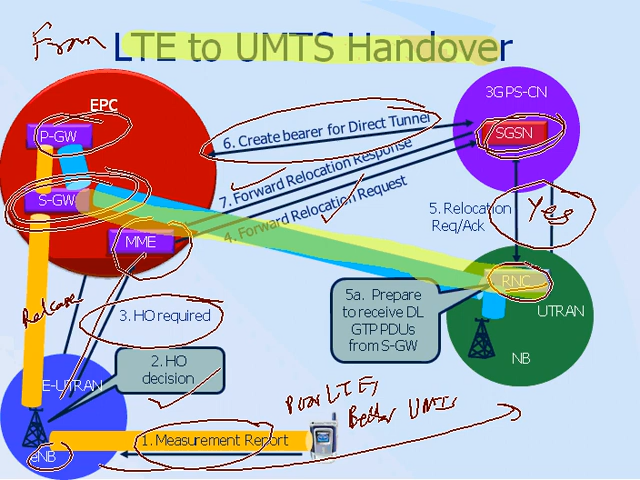 From LTE to UMTS Handover
EPC
3GPS-CN
P-GW
6. Create bearer for Direct Tunnel
SGSN
7. Forward Relocation Response
S-GW
4. Forward Relocation Request
5. Relocation
Req/Ack
Yes
MME
RNC
Release
3. HO required
5a. Prepare
to receive DL
GTP PDUs
from S-GW
UTRAN
NB
2. HO
decision
E-UTRAN
Poor LTE,
Better UMTS
1. Measurement Report
eNB